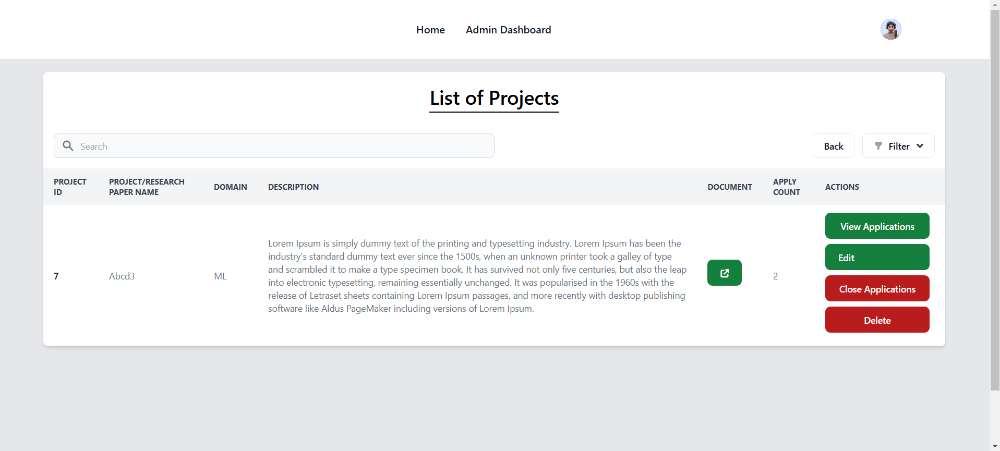 Home Admin Dashboard
List of Projects
Search
Back
Filter
PROJECT ID
PROJECT/RESEARCH PAPER NAME
DOMAIN
DESCRIPTION
DOCUMENT
APPLY COUNT
ACTIONS
7
Abcd3
ML
Lorem Ipsum is simply dummy text of the printing and typesetting industry. Lorem Ipsum has been the
industry's standard dummy text ever since the 1500s, when an unknown printer took a galley of type
and scrambled it to make a type specimen book. It has survived not only five centuries, but also the leap
into electronic typesetting, remaining essentially unchanged. It was popularised in the 1960s with the
release of Letraset sheets containing Lorem Ipsum passages, and more recently with desktop publishing
software like Aldus PageMaker including versions of Lorem Ipsum.
2
View Applications
Edit
Close Applications
Delete